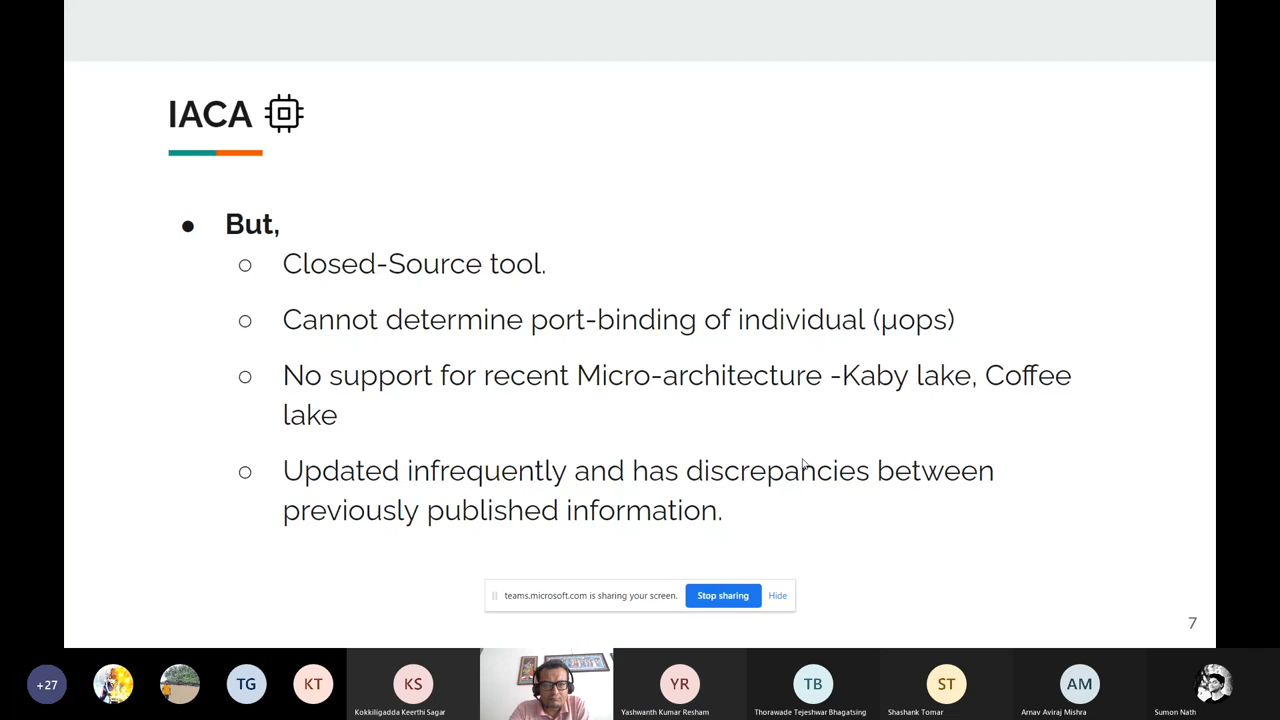 IACA
● But,
○ Closed-Source tool.
○ Cannot determine port-binding of individual (µops)
○ No support for recent Micro-architecture -Kaby lake, Coffee
lake
○ Updated infrequently and has discrepancies between
previously published information.
teams.microsoft.com is sharing your screen. Stop sharing Hide
7
+27 TG KT KS YR TB ST AM
Kokkiligadda Keerthi Sagar Yashwanth Kumar Resham Thorawade Tejeshwar Bhagatsing Shashank Tomar Arnav Aviraj Mishra Sumon Nath